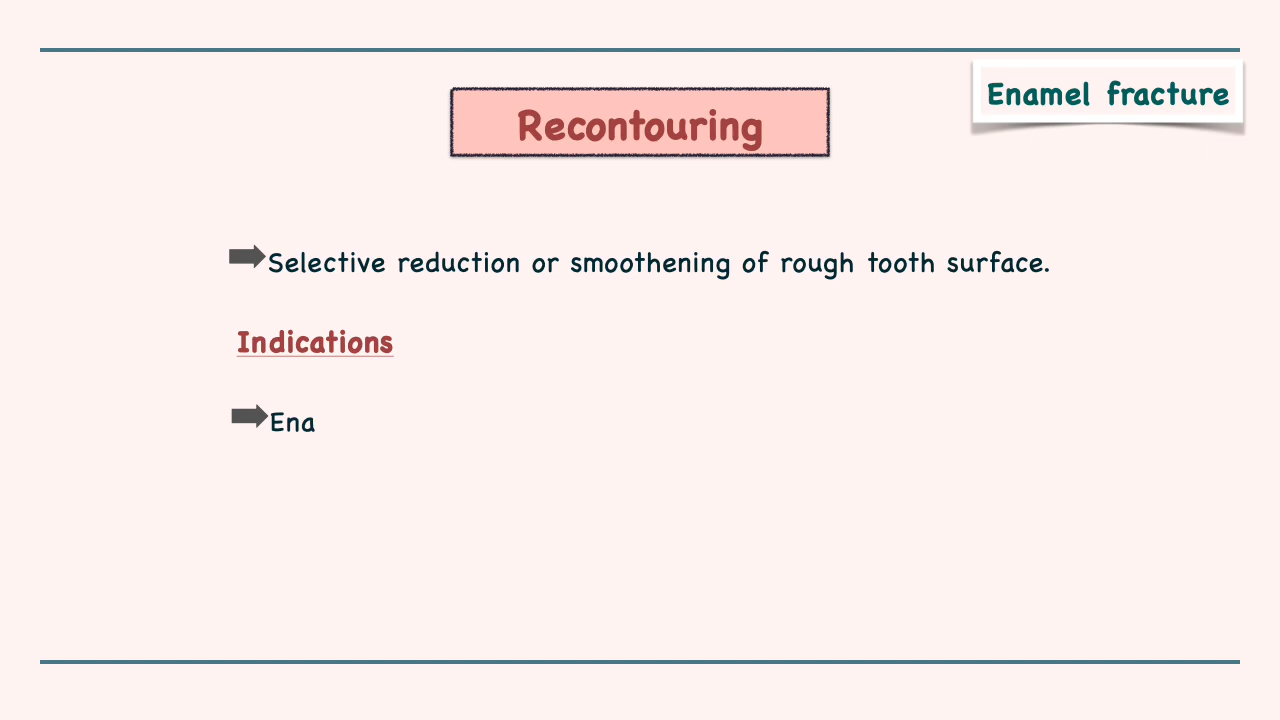 Enamel fracture
Recontouring
Selective reduction or smoothening of rough tooth surface.
Indications
Ena